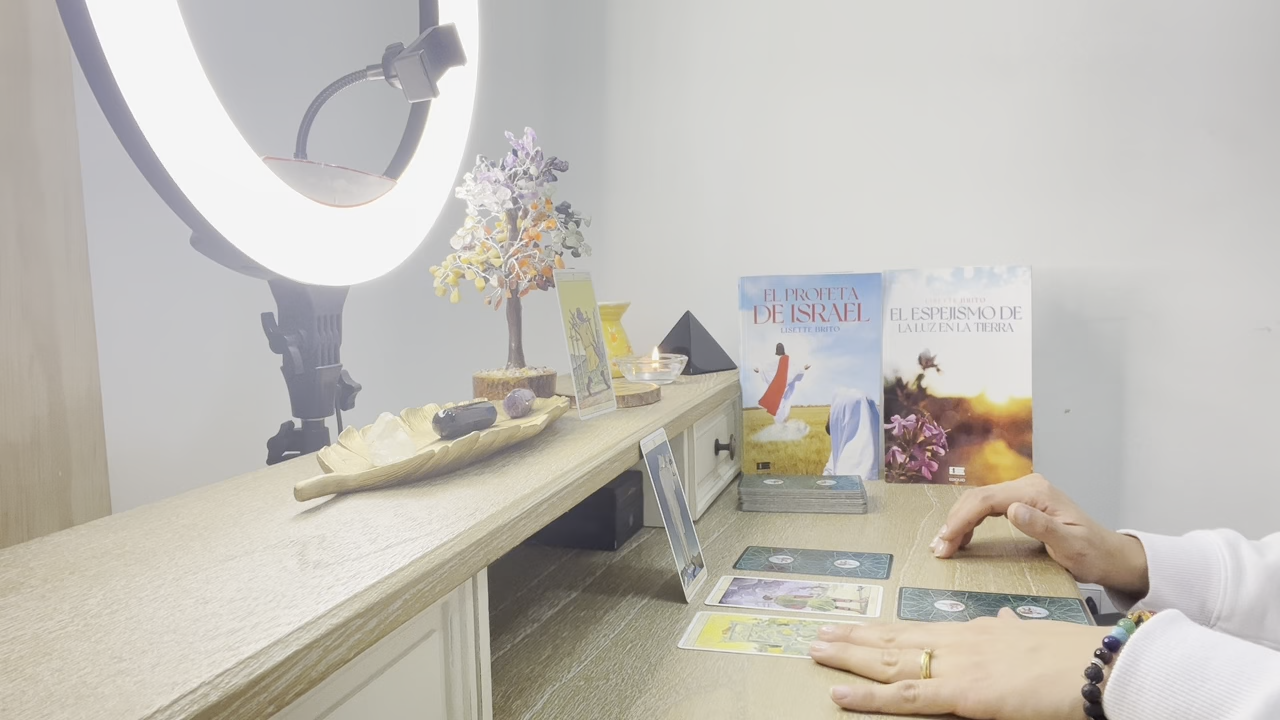 EL PROFETA
DE ISRAEL
LISETTE BRITO
LISETTE BRITO
EL ESPEJISMO DE
LA LUZ EN LA TIERRA